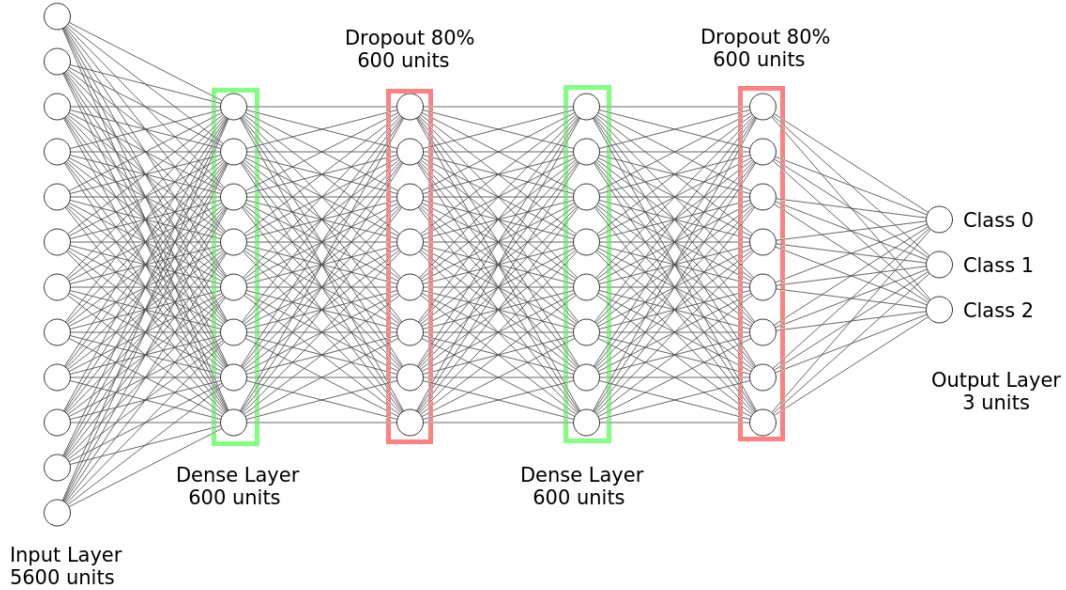 Dropout 80%
600 units
Dropout 80%
600 units
Class 0
Class 1
Class 2
Output Layer
3 units
Dense Layer
600 units
Dense Layer
600 units
Input Layer
5600 units